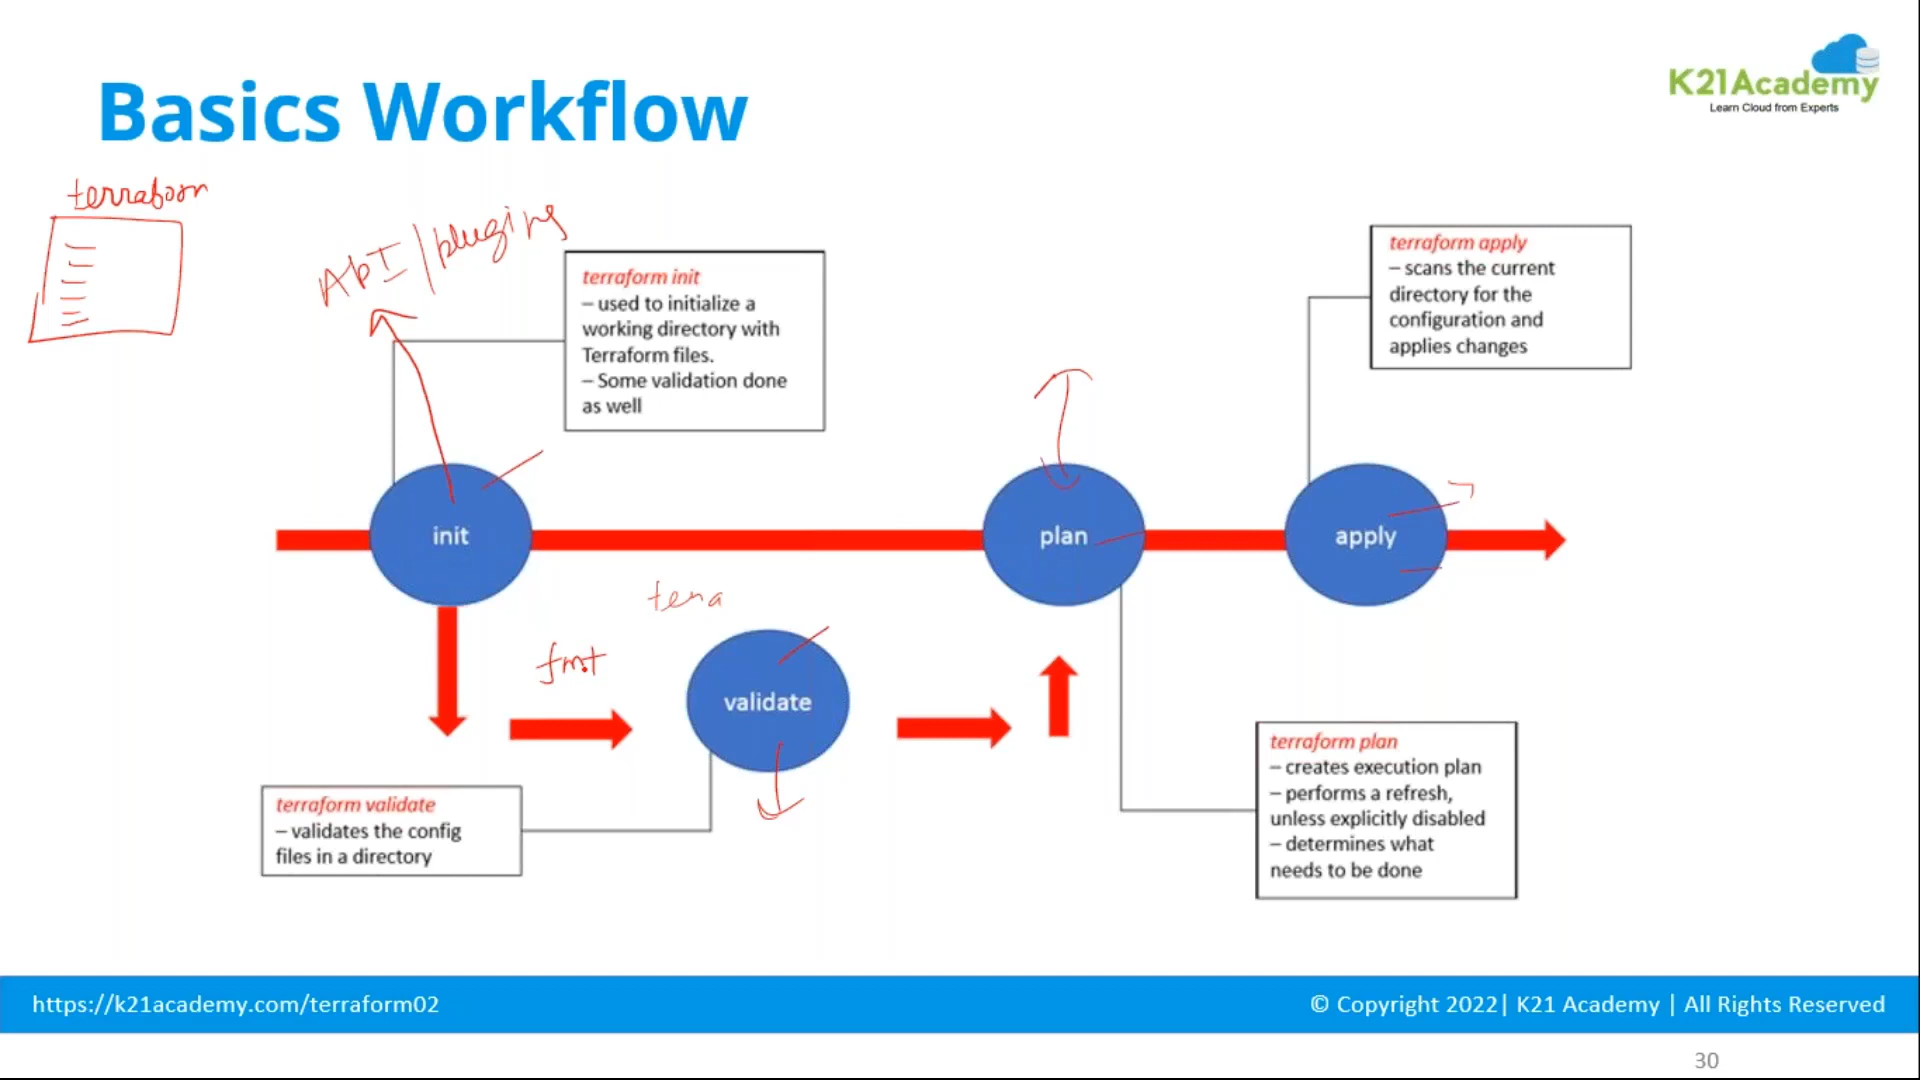 K21Academy
Learn Cloud from Experts
Basics Workflow
terraform
API/plugins
terraform init
– used to initialize a
working directory with
Terraform files.
– Some validation done
as well
terraform apply
– scans the current
directory for the
configuration and
applies changes
init
plan
apply
tera
fmt
validate
terraform validate
– validates the config
files in a directory
terraform plan
– creates execution plan
– performs a refresh,
unless explicitly disabled
– determines what
needs to be done
https://k21academy.com/terraform02
© Copyright 2022| K21 Academy | All Rights Reserved
30